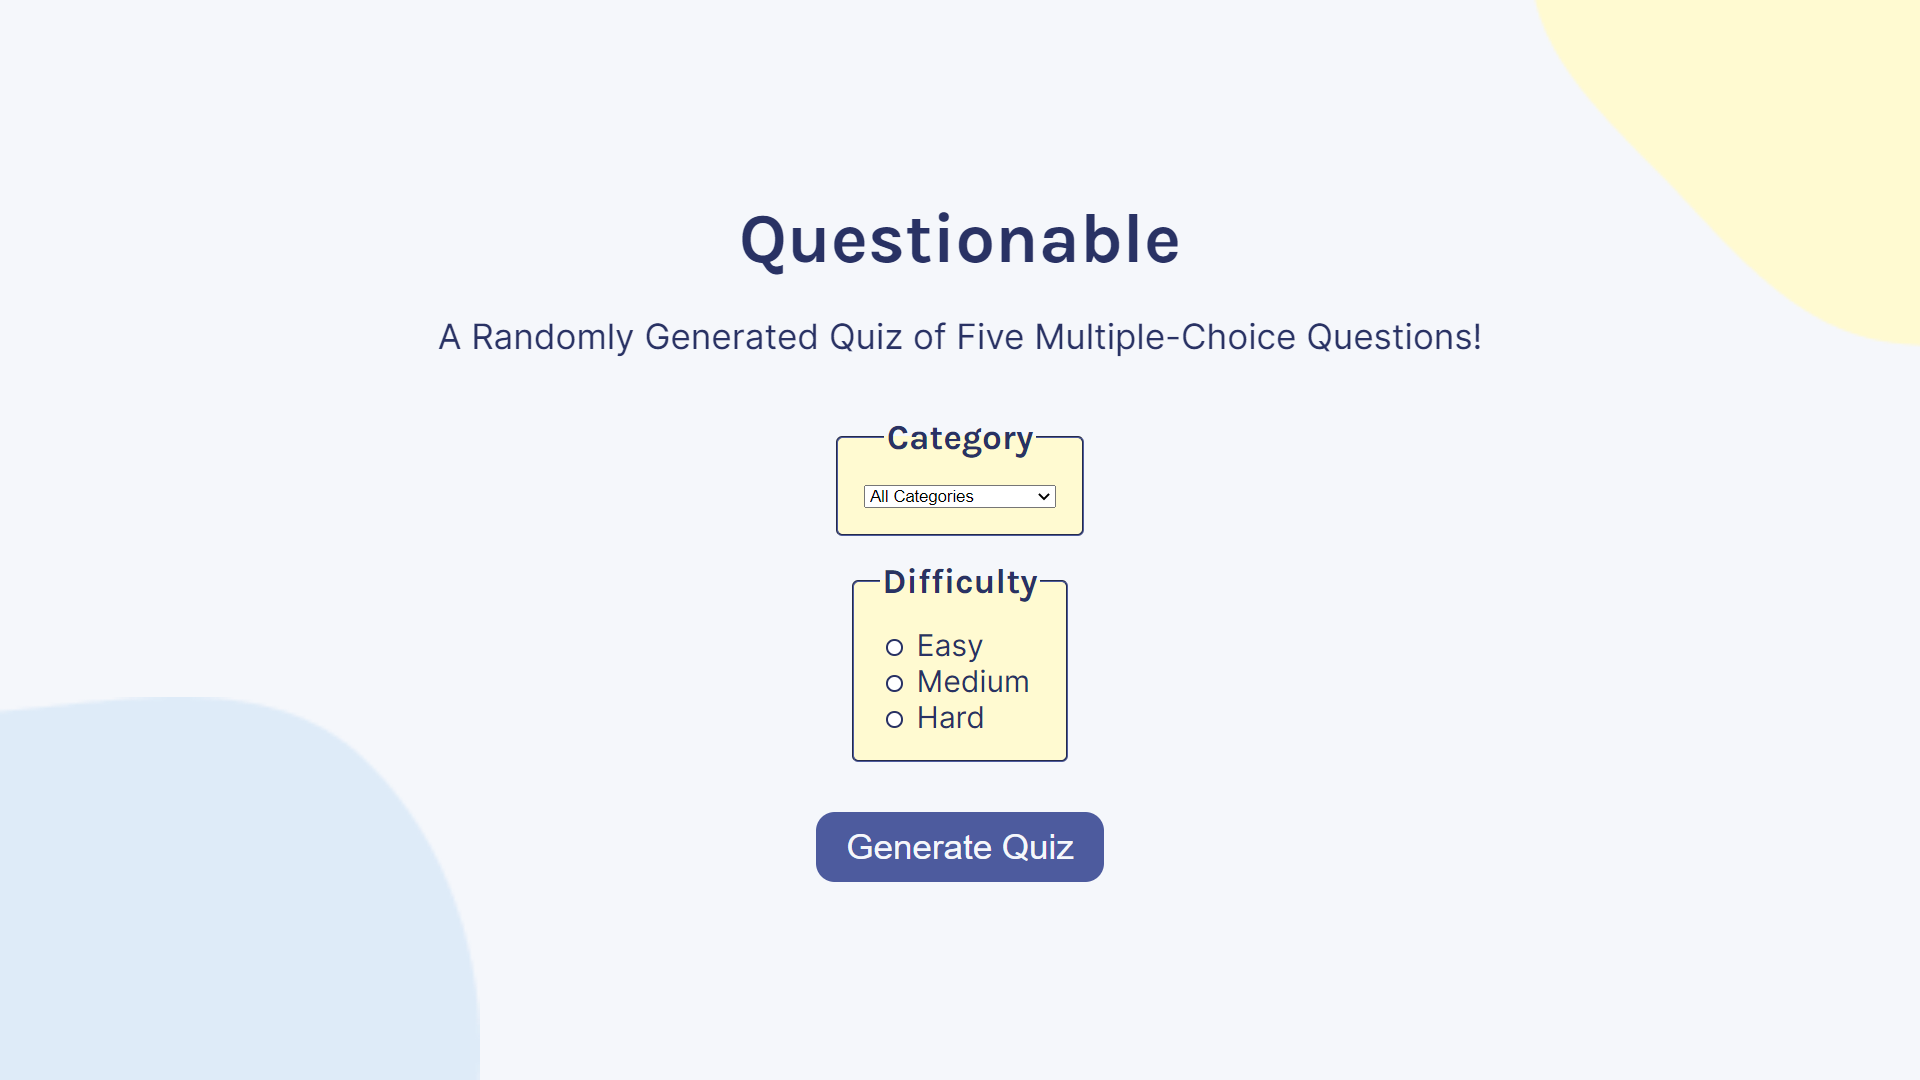 Questionable
A Randomly Generated Quiz of Five Multiple-Choice Questions!
Category
All Categories
Difficulty
Easy
Medium
Hard
Generate Quiz